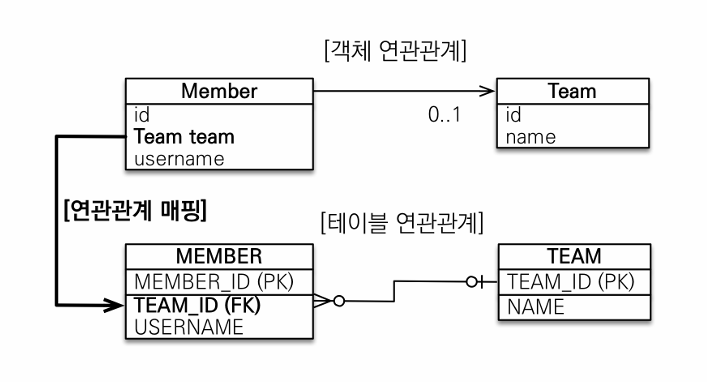 [객체 연관관계]
Member
id
Team team
username
0..1
Team
id
name
[연관관계 매핑]
[테이블 연관관계]
MEMBER
MEMBER_ID (PK)
TEAM_ID (FK)
USERNAME
TEAM
TEAM_ID (PK)
NAME